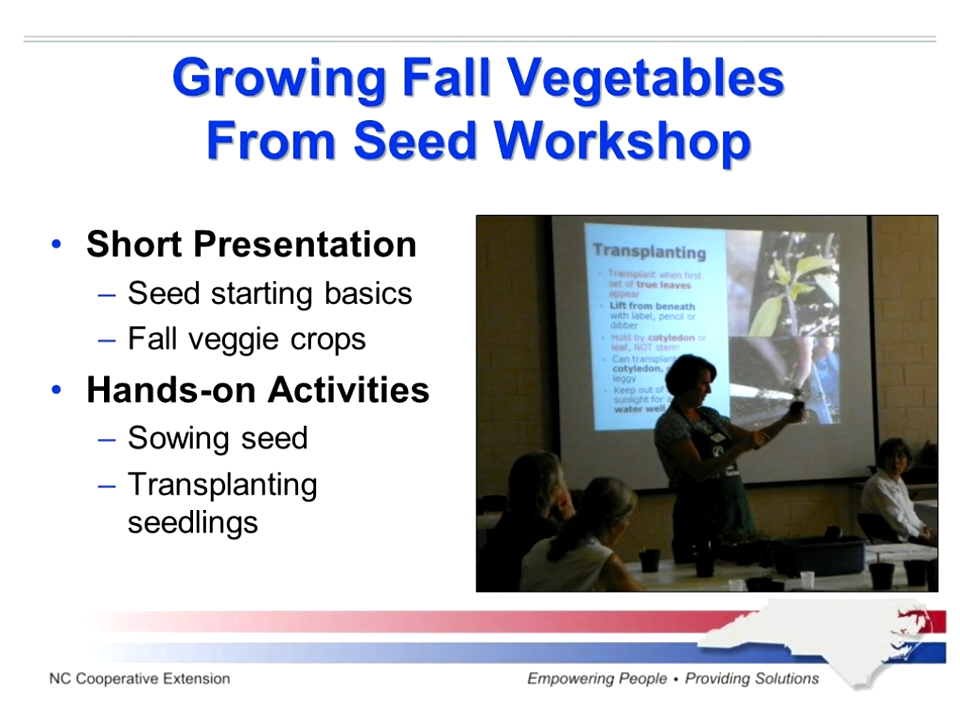 Growing Fall Vegetables
From Seed Workshop
• Short Presentation
– Seed starting basics
– Fall veggie crops
• Hands-on Activities
– Sowing seed
– Transplanting
seedlings
Transplanting
• Transplant when first
set of true leaves
appear
• Lift from beneath
with label, pencil or
dibber
• Hold by cotyledon or
leaf, NOT stem!
• Can transplant
cotyledon,
leggy
• Keep out of
sunlight for
water well
NC Cooperative Extension
Empowering People • Providing Solutions